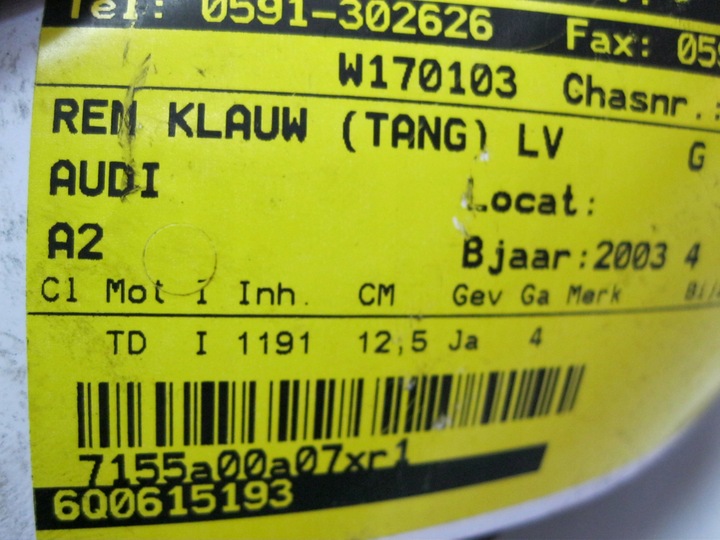 Tel: 0591-302626 Fax: 05
W170103 Chasnr.:
REM KLAUW (TANG) LV G
AUDI Locat:
A2 Bjaar:2003 4
Cl Mot I Inh. CM Gev Ga Merk
TD I 1191 12,5 Ja 4
7155a00a07xr1
6Q0615193